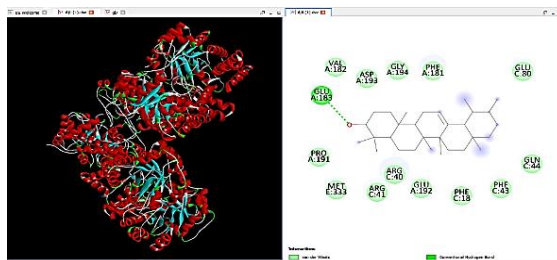 VAL
A:182
ASP
A:193
GLY
A:194
PHE
A:181
GLU
C:80
GLU
A:183
PRO
A:191
MET
E:333
ARG
C:41
ARG
C:40
GLU
A:192
PHE
C:18
PHE
C:43
GLN
C:44
Interactions
van der Waals
Conventional Hydrogen Bond